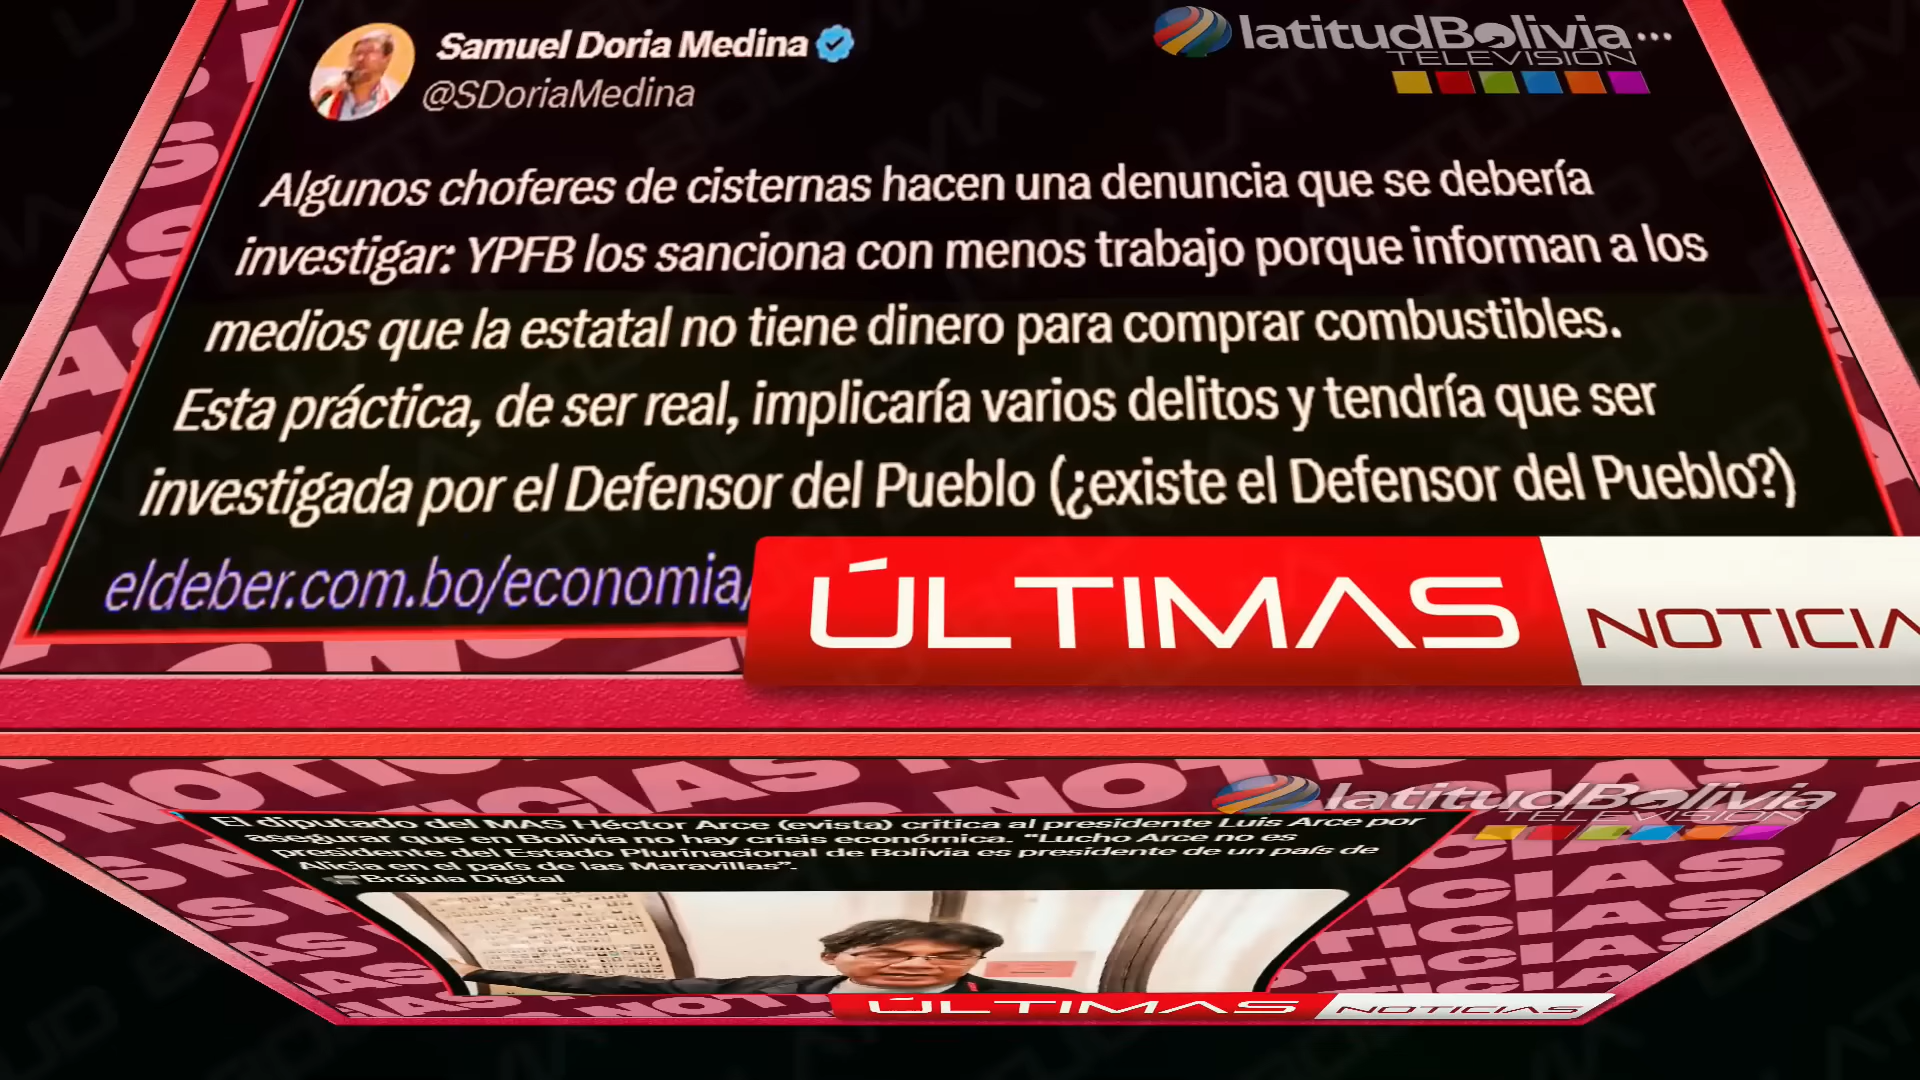 Samuel Doria Medina
@SDoriaMedina
latitudBolivia
TELEVISIÓN
Algunos choferes de cisternas hacen una denuncia que se debería
investigar: YPFB los sanciona con menos trabajo porque informan a los
medios que la estatal no tiene dinero para comprar combustibles.
Esta práctica, de ser real, implicaría varios delitos y tendría que ser
investigada por el Defensor del Pueblo (¿existe el Defensor del Pueblo?)
eldeber.com.bo/economia/
ÚLTIMAS
NOTICIA
latitudBolivia
TELEVISIÓN
El diputado del MAS Héctor Arce (evista) critica al presidente Luis Arce por
asegurar que en Bolivia no hay crisis económica. "Lucho Arce no es
presidente del Estado Plurinacional de Bolivia es presidente de un país de
Alicia en el país de las Maravillas".
Brújula Digital
ÚLTIMAS
NOTICIAS